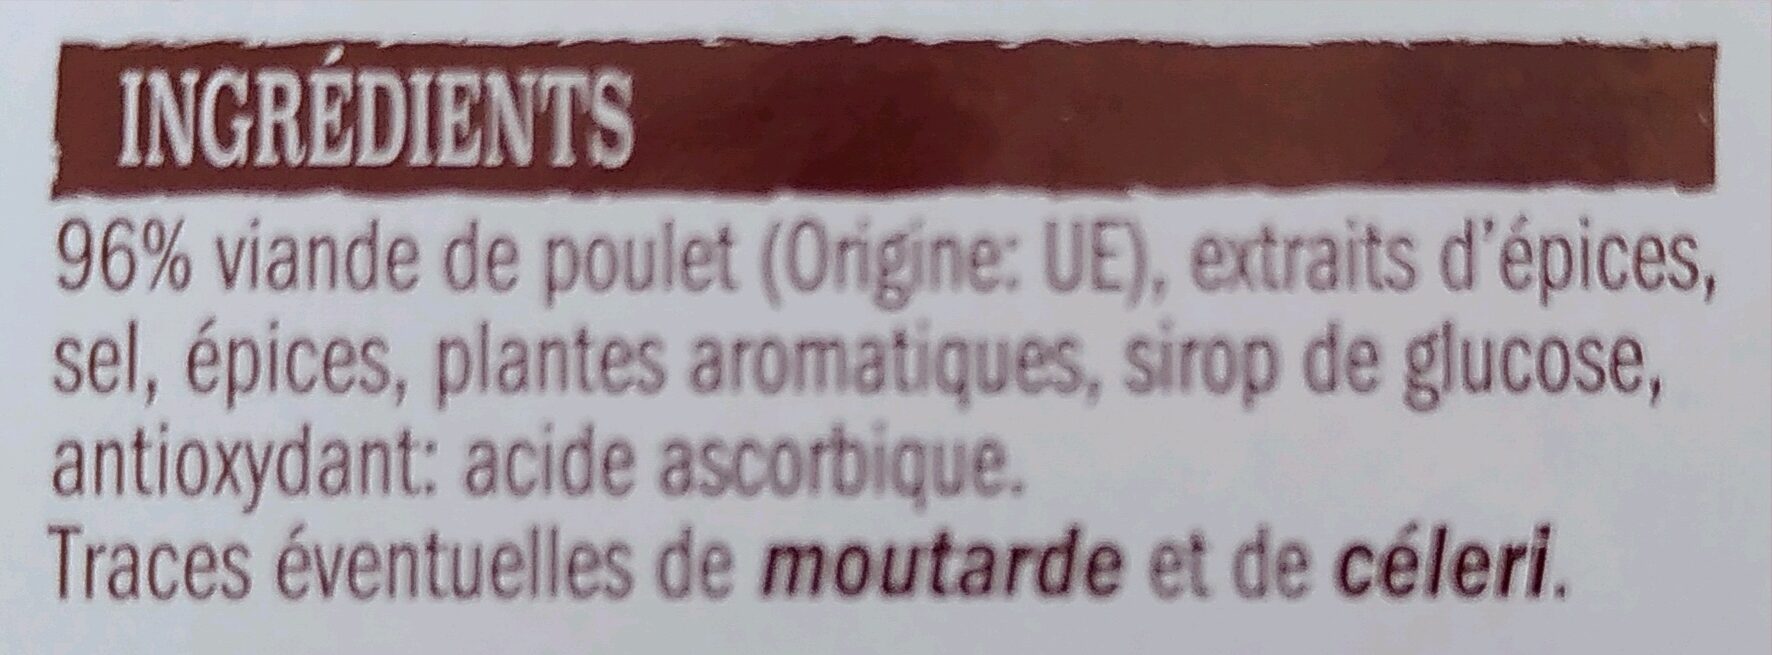 INGRÉDIENTS
96% viande de poulet (Origine: UE), extraits d'épices,
sel, épices, plantes aromatiques, sirop de glucose,
antioxydant: acide ascorbique.
Traces éventuelles de moutarde et de céleri.